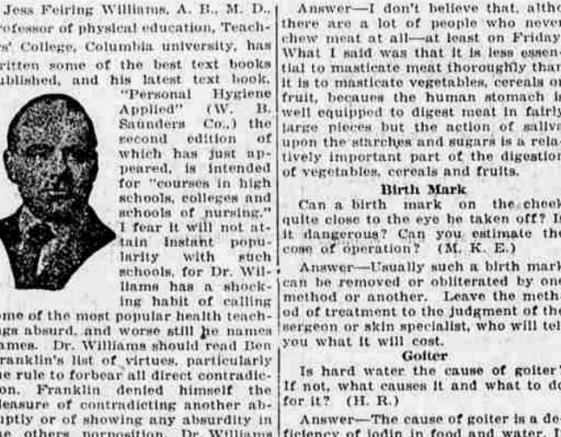 Jess Feiring Williams, A. B., M. D.,
rofessor of physical education, Teach-
rs' College, Columbia university, has
ritten some of the best text books
ublished, and his latest text book,
"Personal Hygiene
Applied" (W. B.
Saunders Co.,) the
second edition of
which has just ap-
peared, is intended
for "courses in high
schools, colleges and
schools of nursing."
I fear it will not at-
tain instant popu-
larity with such
schools, for Dr. Wil-
liams has a shock-
ing habit of calling
ome of the most popular health teach-
ngs absurd, and worse still he names
ames. Dr. Williams should read Ben
ranklin's list of virtues, particularly
he rule to forbear all direct contradic-
on. Franklin denied himself the
leasure of contradicting another ab-
uptly or of showing any absurdity in
he others porposition. Dr. Williams
Answer—I don't believe that, altho
there are a lot of people who never
chew meat at all—at least on Friday
What I said was that it is less essen-
tial to masticate meat thoroughly than
it is to masticate vegetables, cereals or
fruit, becaues the human stomach is
well equipped to digest meat in fairly
large pieces but the action of saliva
upon the starches and sugars is a rela-
tively important part of the digestion
of vegetables, cereals and fruits.
Birth Mark
Can a birth mark on the cheek
quite close to the eye be taken off? Is
it dangerous? Can you estimate the
cose of operation? (M. K. E.)
Answer—Usually such a birth mark
can be removed or obliterated by one
method or another. Leave the meth-
od of treatment to the judgment of the
sergeon or skin specialist, who will tell
you what it will cost.
Goiter
Is hard water the cause of goiter?
If not, what causes it and what to do
for it? (H. R.)
Answer—The cause of goiter is a de-
ficiency of iodin in food and water. I